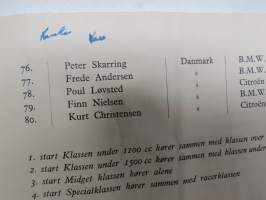 76. Peter Skarring Danmark B.M.W.
77. Frede Andersen " Citroën
78. Poul Løvsted " B.M.W.
79. Finn Nielsen " Citroën
80. Kurt Christensen "
1. start Klassen under 1100 cc hører sammen med klassen over
2. start Klassen under 1500 cc hører sammen med klassen under
3. start Midget klassen hører alene
4. start Specialklassen hører sammen med racerklassen